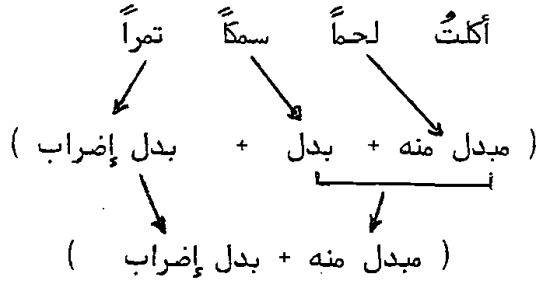 أكلتُ لحماً سمكاً تمراً
( مبدل منه + بدل + بدل إضراب )
( مبدل منه + بدل إضراب )